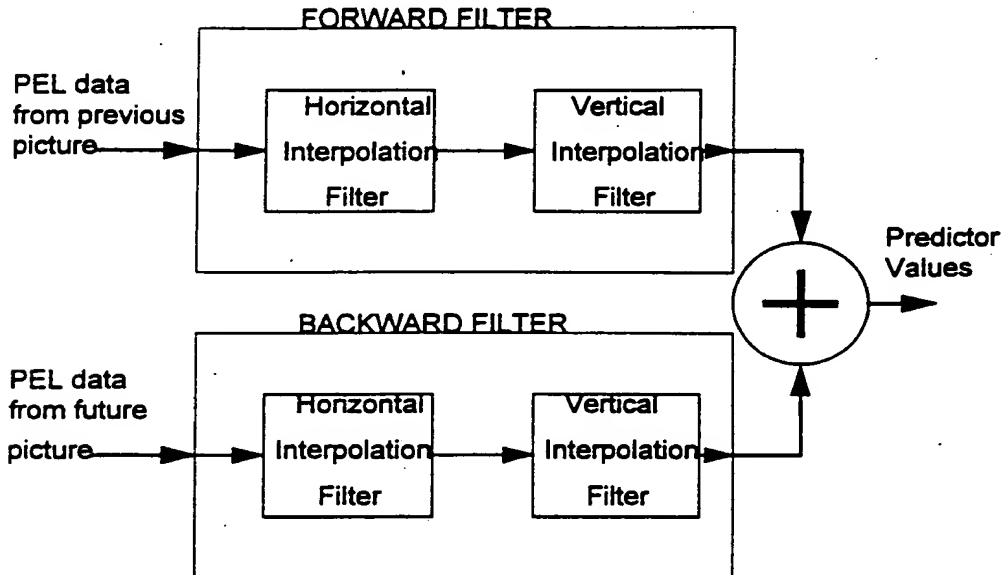 FORWARD FILTER
PEL data
from previous
picture
Horizontal
Interpolation
Filter
Vertical
Interpolation
Filter
Predictor
Values
BACKWARD FILTER
PEL data
from future
picture
Horizontal
Interpolation
Filter
Vertical
Interpolation
Filter